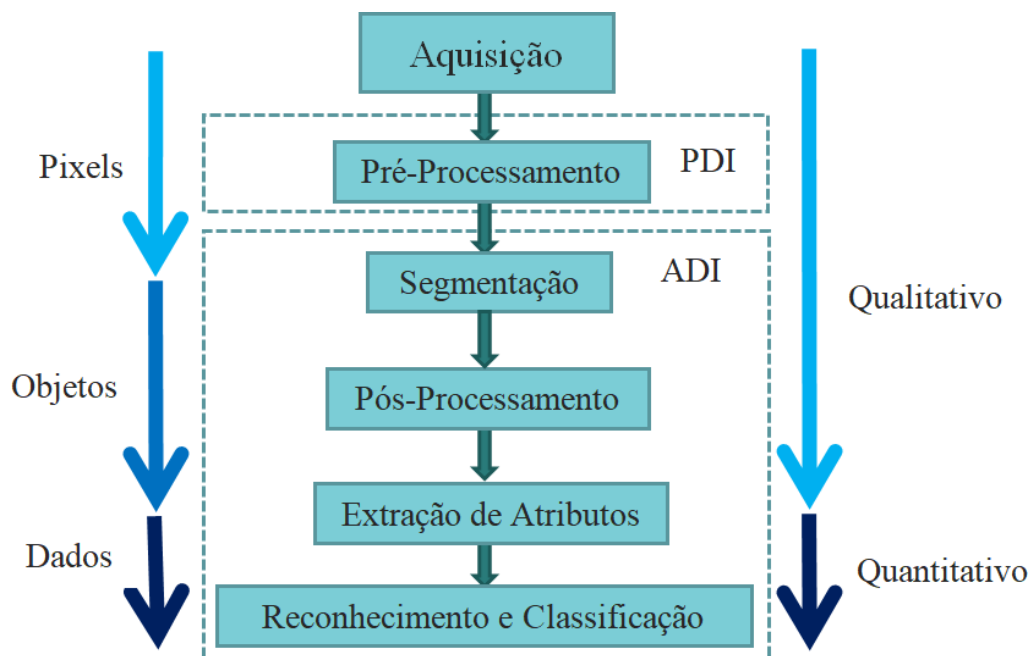 Aquisição
Pixels
Pré-Processamento
PDI
Segmentação
ADI
Qualitativo
Objetos
Pós-Processamento
Extração de Atributos
Dados
Quantitativo
Reconhecimento e Classificação